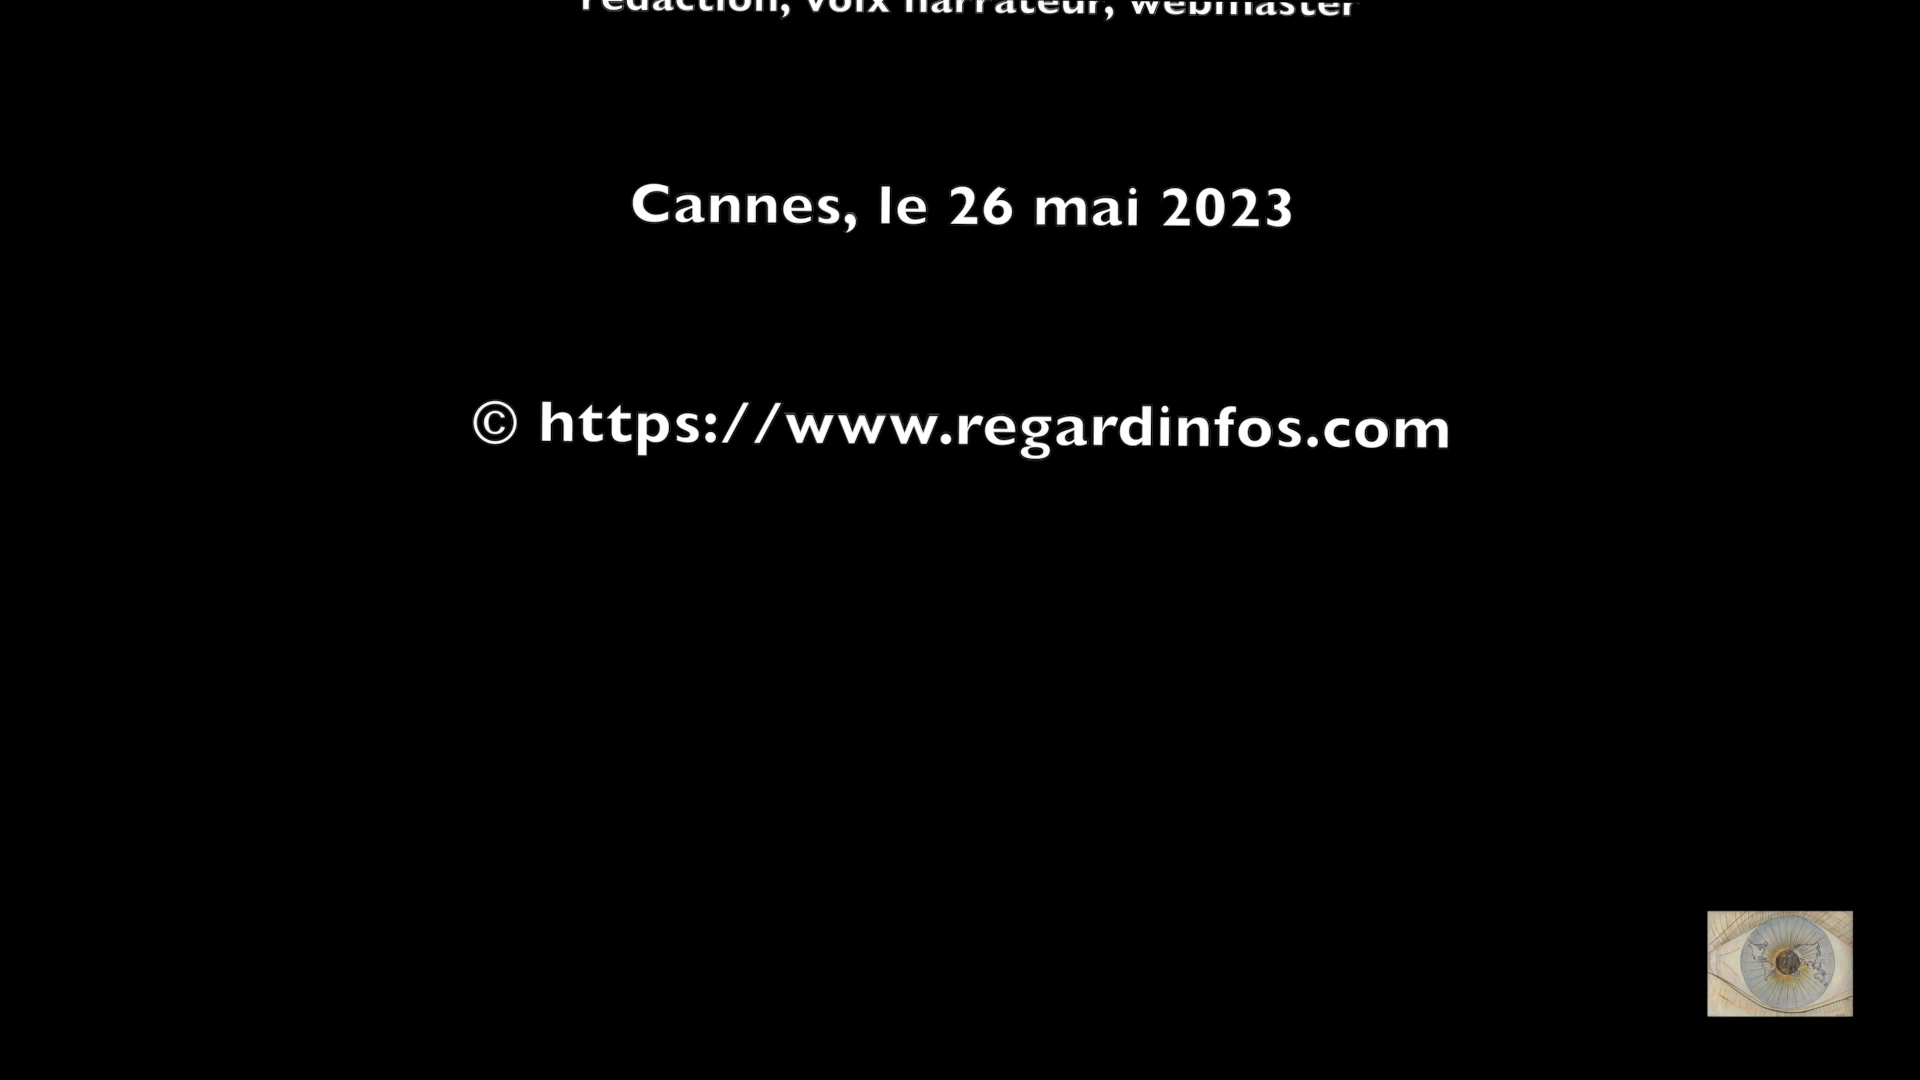 rédaction, voix narrateur, webmaster
Cannes, le 26 mai 2023
© https://www.regardinfos.com